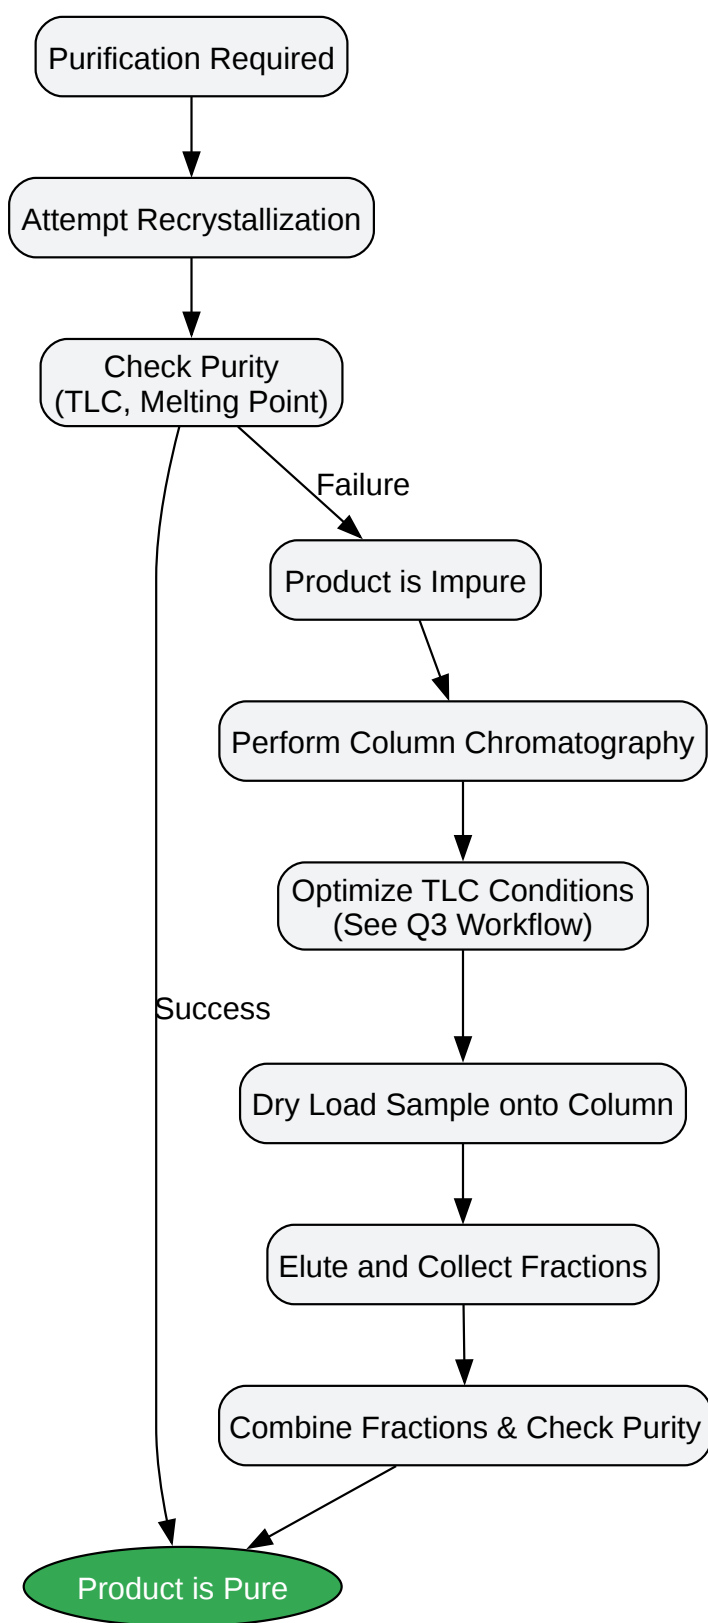 Purification Required
Attempt Recrystallization
Check Purity
(TLC, Melting Point)
Failure
Product is Impure
Perform Column Chromatography
Optimize TLC Conditions
(See Q3 Workflow)
Success
Dry Load Sample onto Column
Elute and Collect Fractions
Combine Fractions & Check Purity
Product is Pure